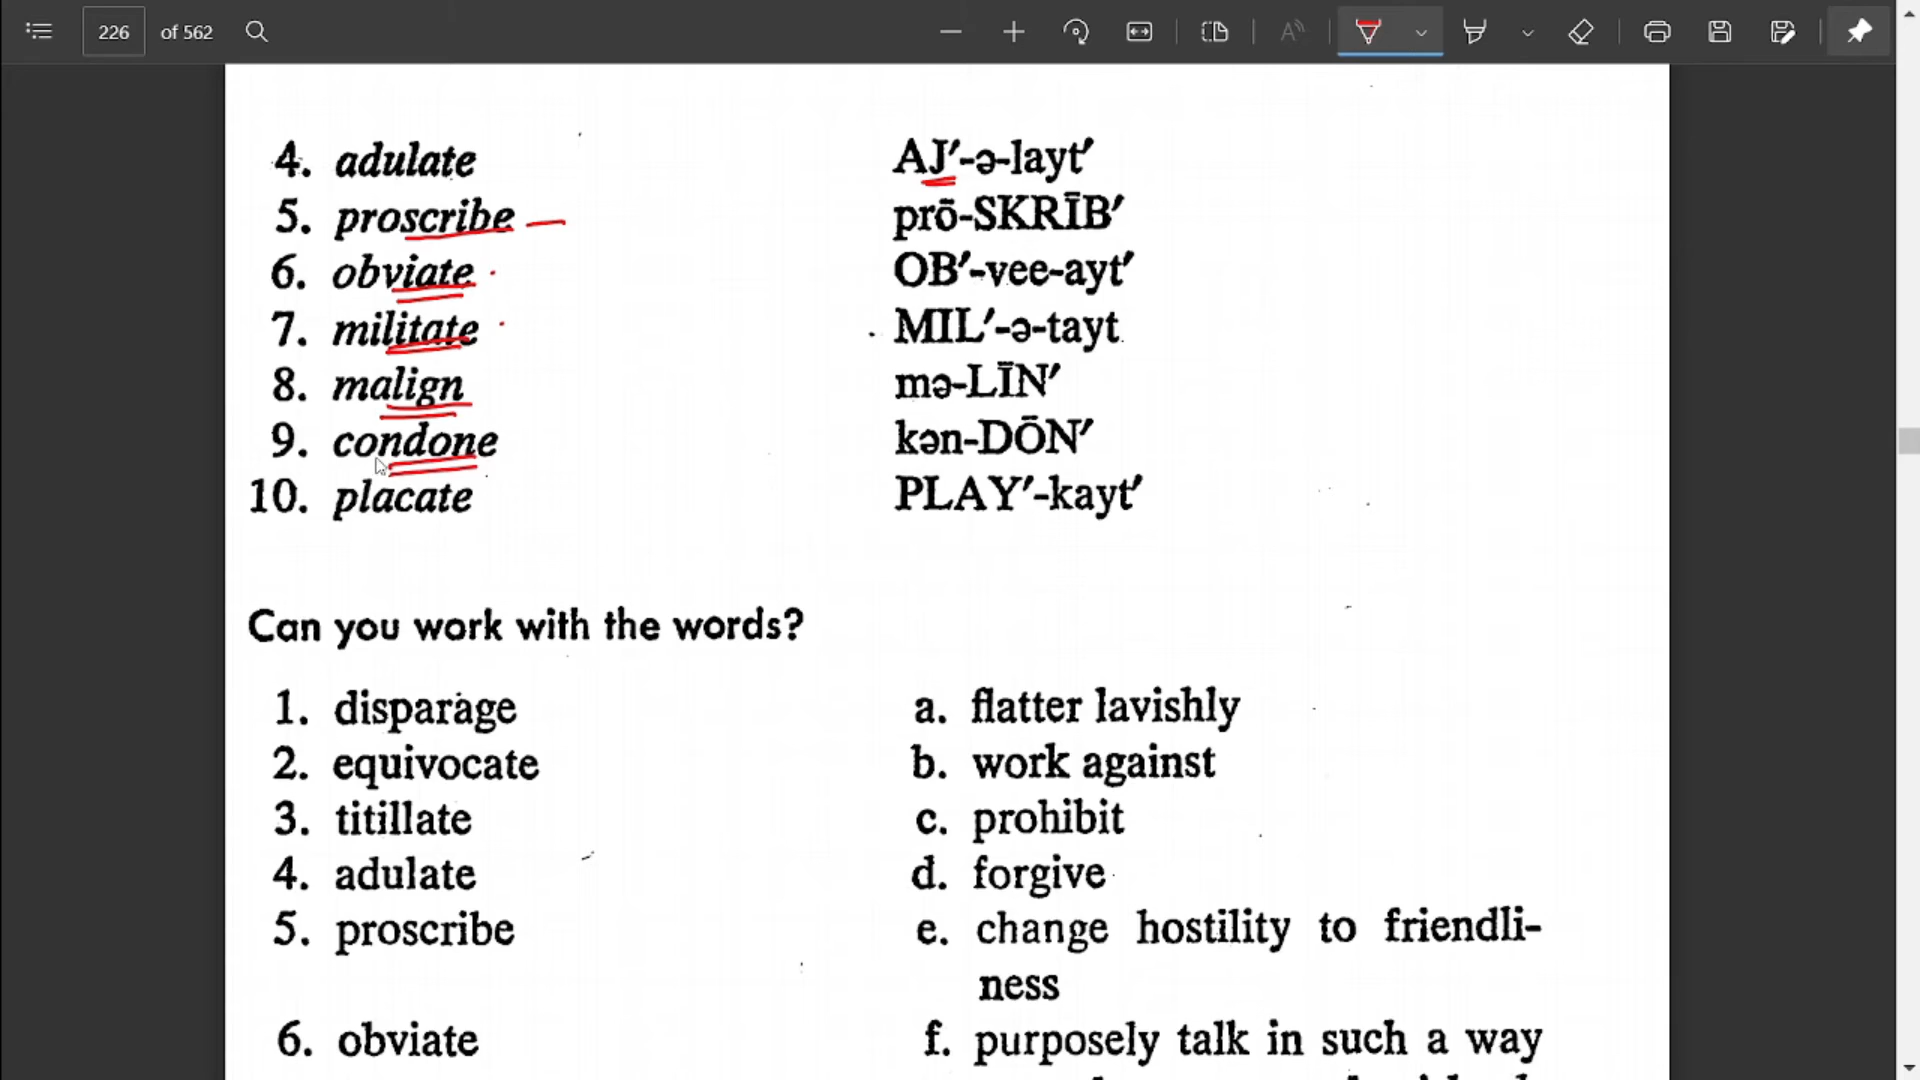 226 of 562
4. adulate AJ′-ə-layt′
5. proscribe prō-SKRĪB′
6. obviate OB′-vee-ayt′
7. militate MIL′-ə-tayt
8. malign mə-LĪN′
9. condone kən-DŌN′
10. placate PLAY′-kayt′
Can you work with the words?
1. disparage a. flatter lavishly
2. equivocate b. work against
3. titillate c. prohibit
4. adulate d. forgive
5. proscribe e. change hostility to friendli-
ness
6. obviate f. purposely talk in such a way